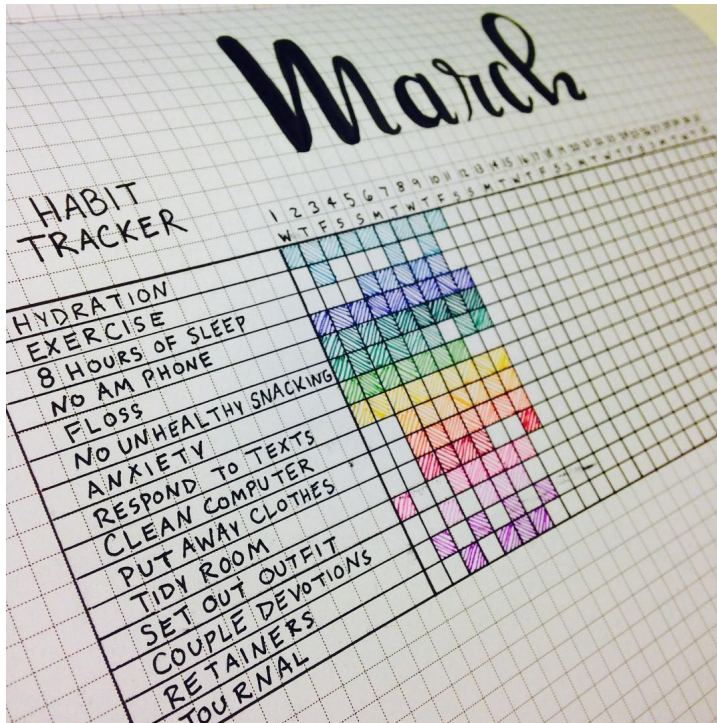 March
HABIT
TRACKER
1 2 3 4 5 6 7 8 9 10 11 12 13 14 15 16 17 18
W T F S S M T W T F S S M T W T F S S M T W T
HYDRATION
EXERCISE
8 HOURS OF SLEEP
NO AM PHONE
FLOSS
NO UNHEALTHY SNACKING
ANXIETY
RESPOND TO TEXTS
CLEAN COMPUTER
PUT AWAY CLOTHES
TIDY ROOM
SET OUT OUTFIT
COUPLE DEVOTIONS
RETAINERS
JOURNAL